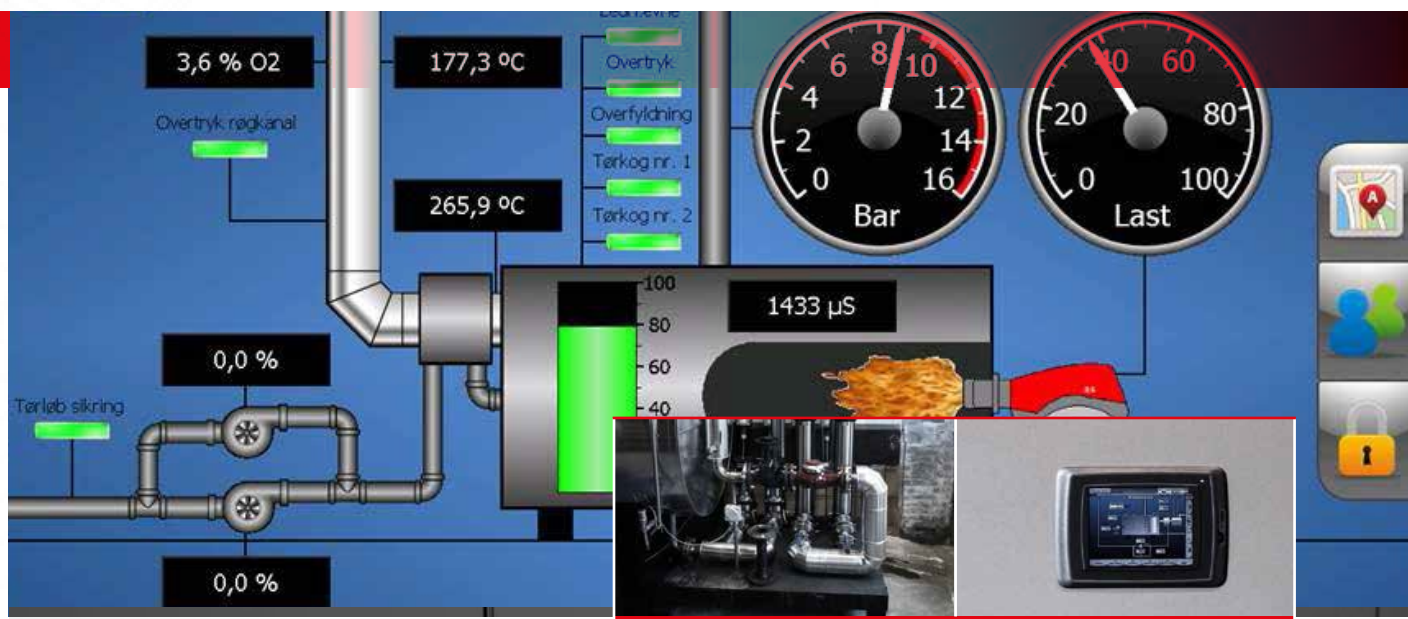 3,6 % O2
177,3 ºC
Overtryk
Overfyldning
Tørkog nr. 1
Tørkog nr. 2
Overtryk røgkanal
265,9 ºC
0
2
4
6
8
10
12
14
16
Bar
0
20
40
60
80
100
Last
100
80
60
40
1433 µS
0,0 %
Tørløb sikring
0,0 %
A